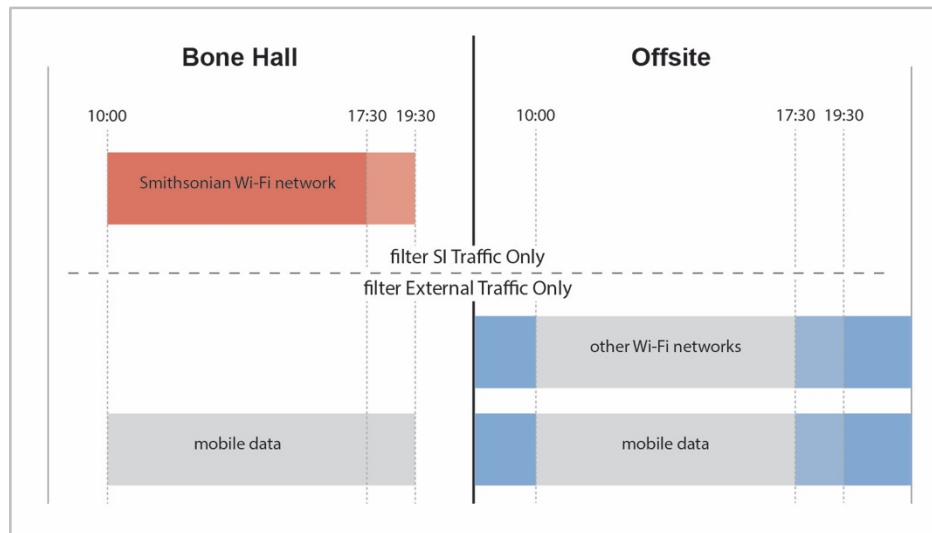 Bone Hall
Offsite
10:00
17:30 19:30
10:00
17:30 19:30
Smithsonian Wi-Fi network
filter SI Traffic Only
filter External Traffic Only
other Wi-Fi networks
mobile data
mobile data